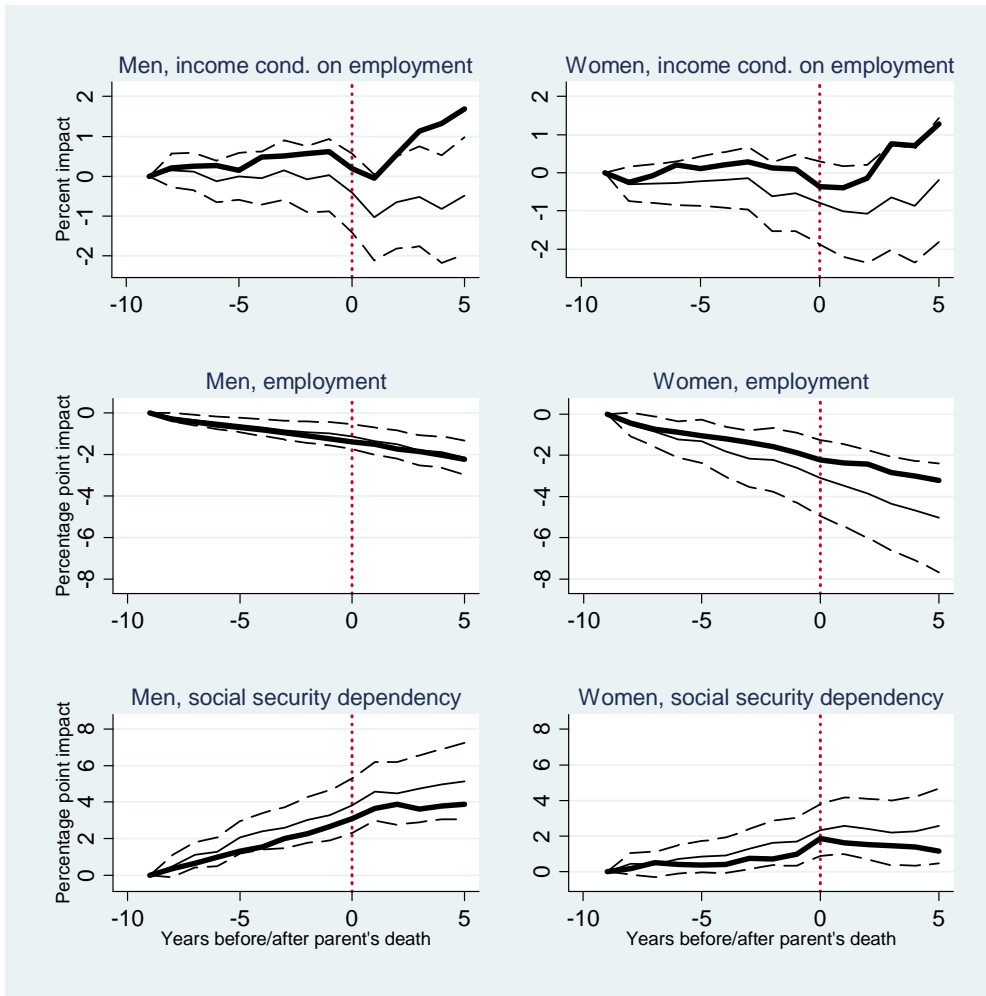 Men, income cond. on employment
Percent impact
2
1
0
-1
-2
-10 -5 0 5
Women, income cond. on employment
2
1
0
-1
-2
-10 -5 0 5
Men, employment
Percentage point impact
0
-2
-4
-6
-8
-10 -5 0 5
Women, employment
0
-2
-4
-6
-8
-10 -5 0 5
Men, social security dependency
Percentage point impact
8
6
4
2
0
-10 -5 0 5
Years before/after parent's death
Women, social security dependency
8
6
4
2
0
-10 -5 0 5
Years before/after parent's death